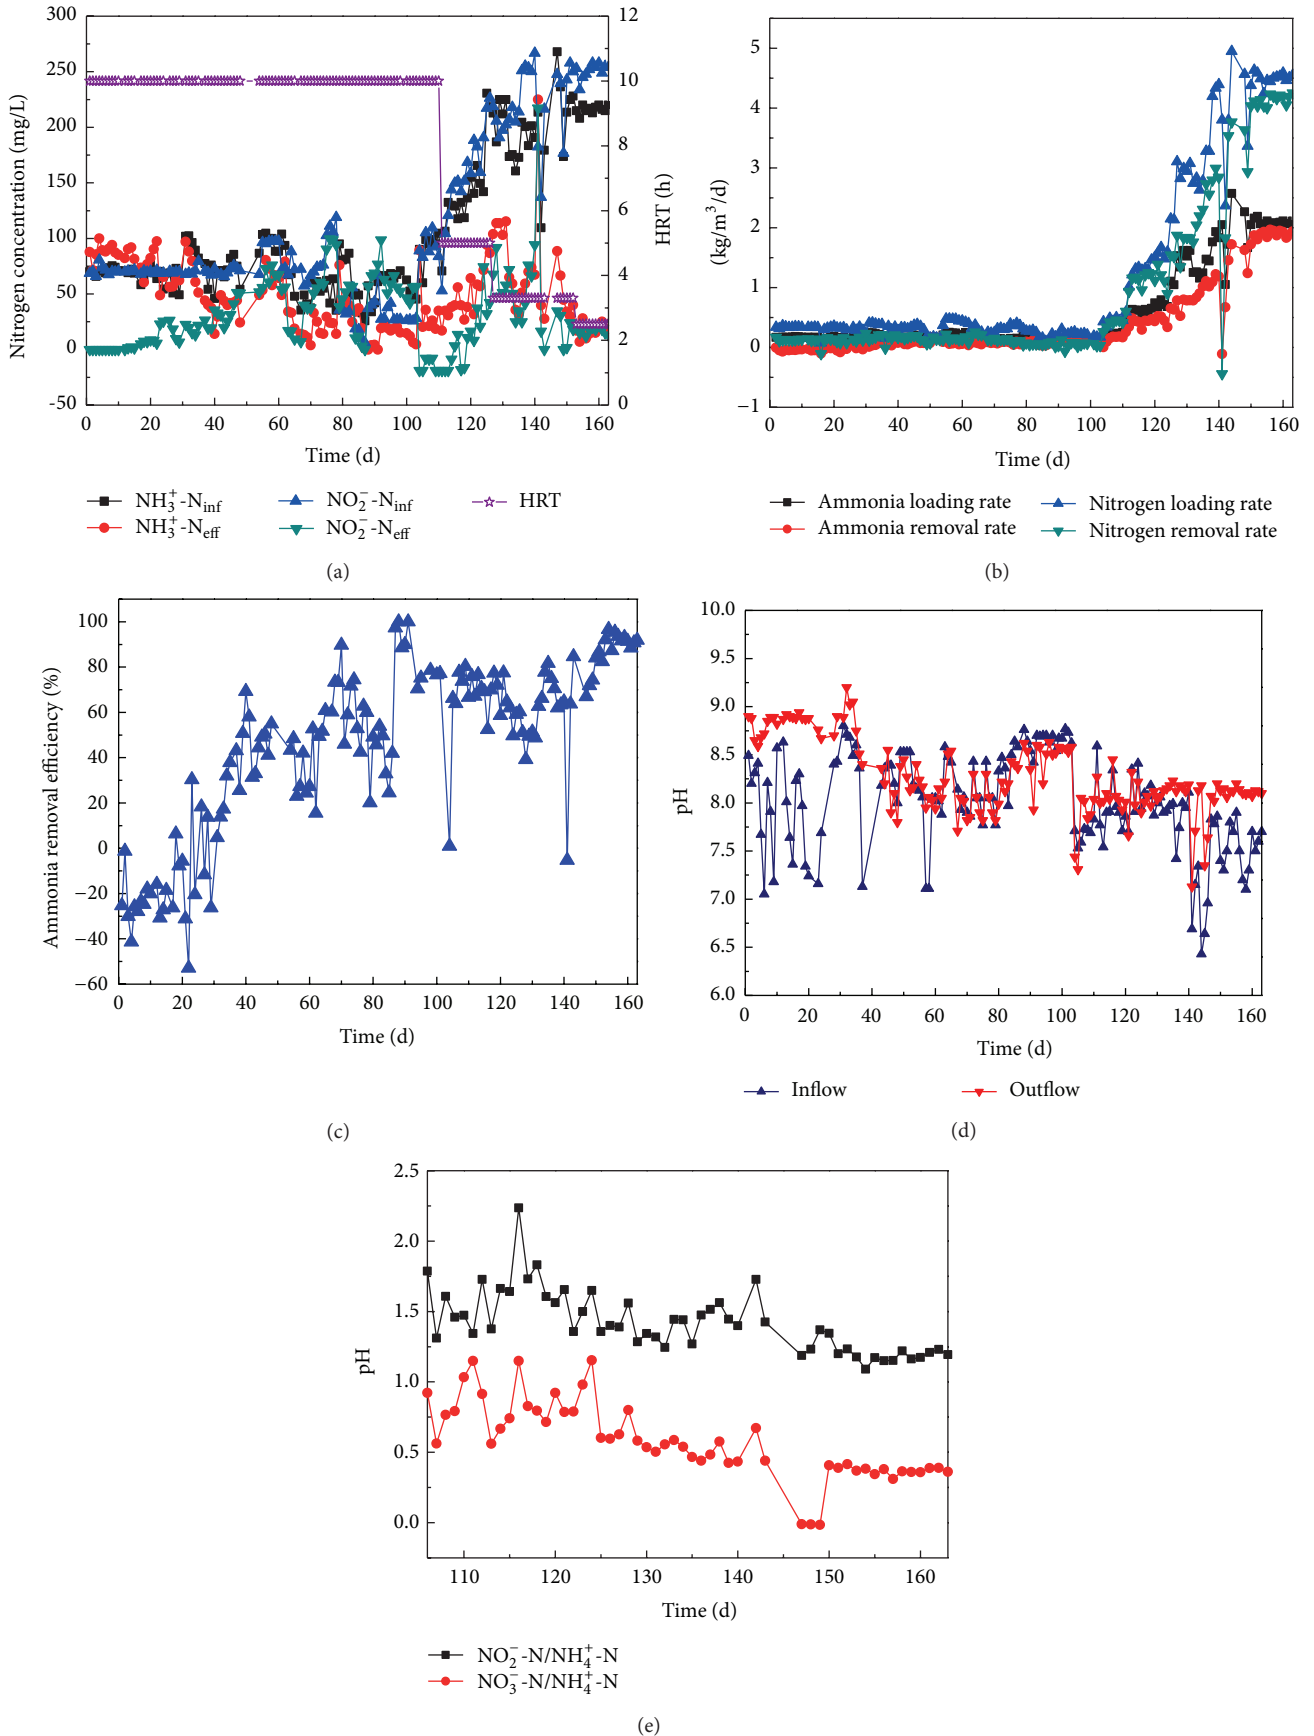 300
250
200
150
100
50
0
-50
Nitrogen concentration (mg/L)
12
10
8
6
4
2
0
HRT (h)
0 20 40 60 80 100 120 140 160
Time (d)
NH₃⁺-N_inf NO₂⁻-N_inf HRT
NH₃⁺-N_eff NO₂⁻-N_eff
(a)
5
4
3
2
1
0
−1
(kg/m³/d)
0 20 40 60 80 100 120 140 160
Time (d)
Ammonia loading rate Nitrogen loading rate
Ammonia removal rate Nitrogen removal rate
(b)
100
80
60
40
20
0
−20
−40
−60
Ammonia removal efficiency (%)
0 20 40 60 80 100 120 140 160
Time (d)
(c)
10.0
9.5
9.0
8.5
8.0
7.5
7.0
6.5
6.0
pH
0 20 40 60 80 100 120 140 160
Time (d)
Inflow Outflow
(d)
2.5
2.0
1.5
1.0
0.5
0.0
pH
110 120 130 140 150 160
Time (d)
NO₂⁻-N/NH₄⁺-N
NO₃⁻-N/NH₄⁺-N
(e)